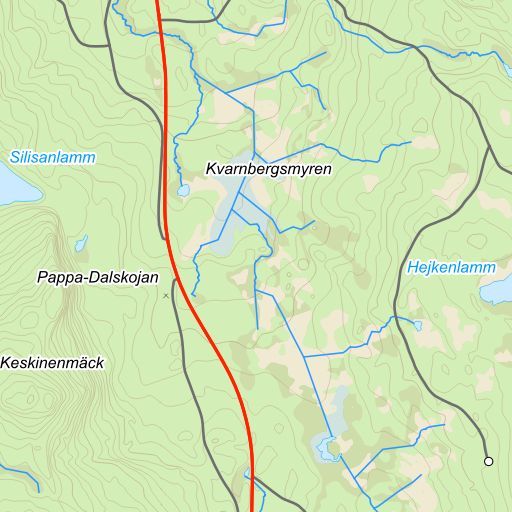 Silisanlamm
Kvarnbergsmyren
Hejkenlamm
Pappa-Dalskojan
Keskinenmäck